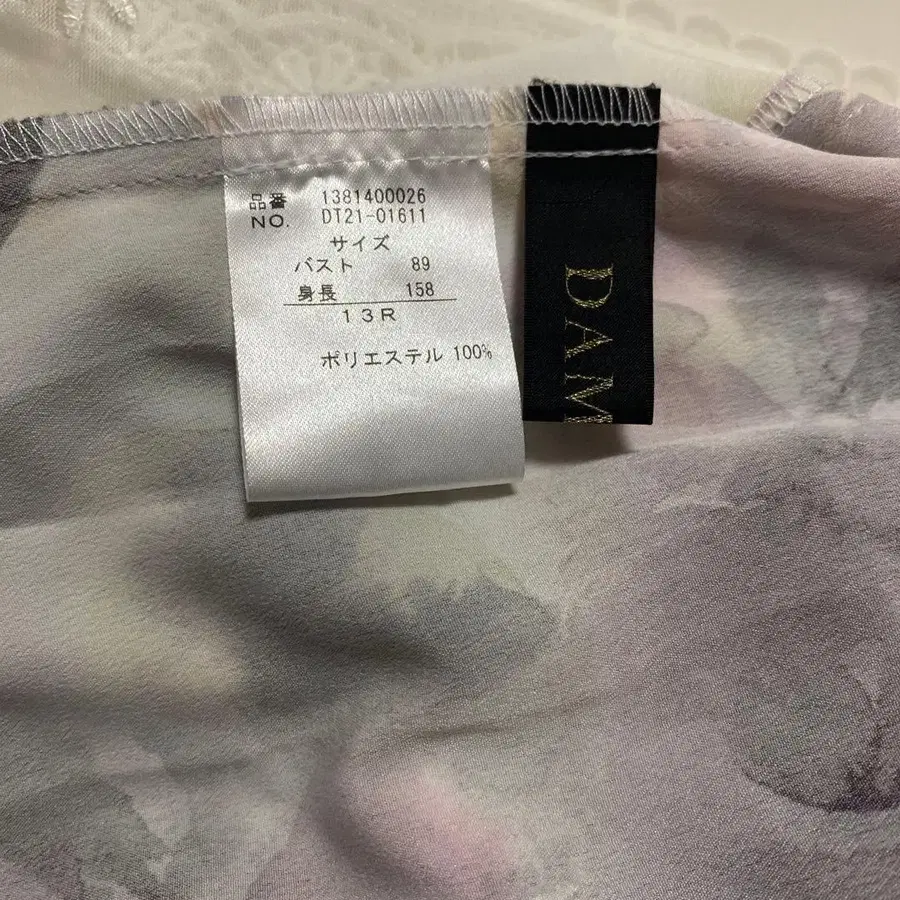 品番 1381400026
NO. DT21-01611
サイズ
バスト 89
身長 158
13R
ポリエステル 100%
DAM